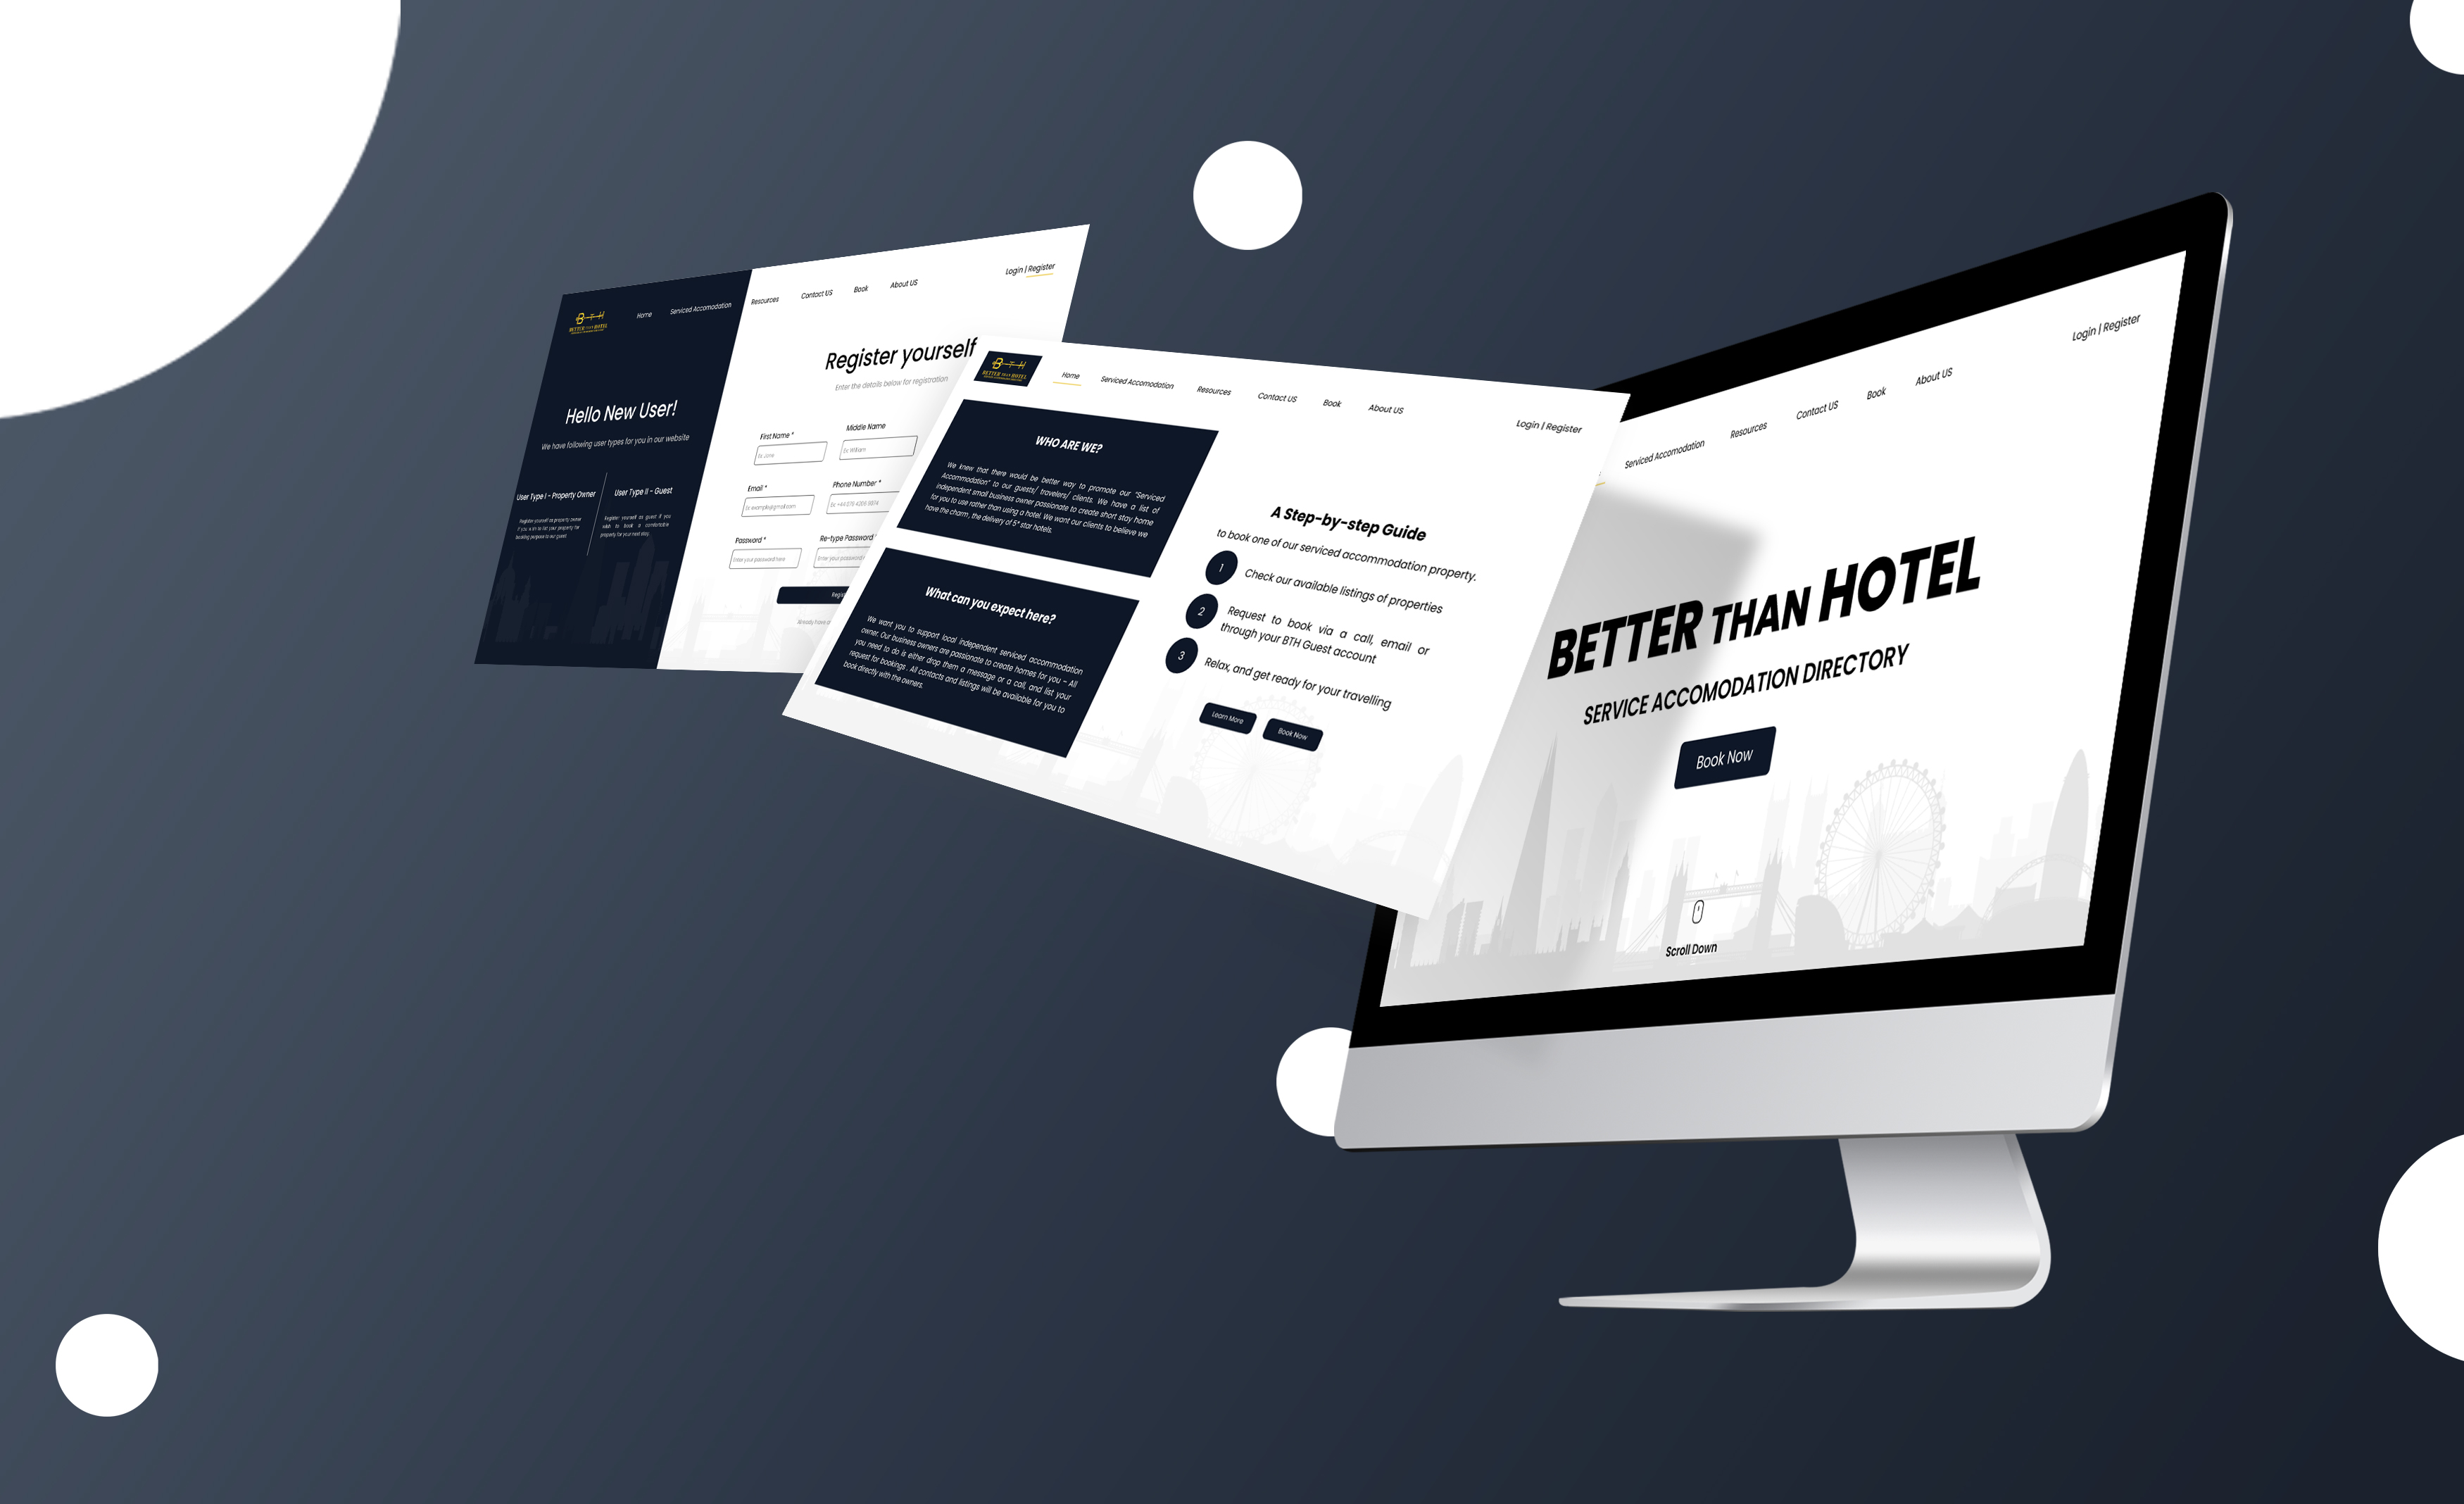 BTH
BETTER THAN HOTEL
Home
Serviced Accomodation
Resources
Contact US
Book
About US
Login | Register
Hello New User!
We have following user types for you in our website
User Type I - Property Owner
Register yourself as property owner
if you wish to list your property for
booking purpose to our guest.
User Type II - Guest
Register yourself as guest if you
wish to book a comfortable
property for your next stay.
Register yourself
Enter the details below for registration
First Name *
Ex. Jane
Middle Name
Ex. William
Email *
Ex. example@gmail.com
Phone Number *
Password *
Enter your password here
Re-type Password
Enter your password
Already have
BTH
BETTER THAN HOTEL
Home
Serviced Accomodation
Resources
Contact US
Book
About US
Login | Register
WHO ARE WE?
We knew that there would be better way to promote our "Serviced
Accommodation" to our guests/ travelers/ clients. We have a list of
independent small business owner passionate to create short stay home
for you to use rather than using a hotel. We want our clients to believe we
have the charm, the delivery of 5* star hotels.
What can you expect here?
We want you to support local independent serviced accommodation
owner. Our business owners are passionate to create homes for you - All
you need to do is either drop them a message or a call, and list your
request for bookings . All contacts and listings will be available for you to
book directly with the owners.
A Step-by-step Guide
to book one of our serviced accommodation property.
1
Check our available listings of properties
2
Request to book via a call, email or
through your BTH Guest account
3
Relax, and get ready for your travelling
Learn More
Book Now
Serviced Accomodation
Resources
Contact US
Book
About US
Login | Register
BETTER THAN HOTEL
SERVICE ACCOMODATION DIRECTORY
Book Now
Scroll Down